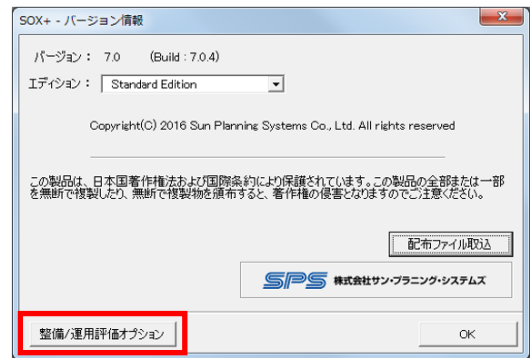 SOX+ - バージョン情報
バージョン： 7.0 (Build : 7.0.4)
エディション： Standard Edition
Copyright(C) 2016 Sun Planning Systems Co., Ltd. All rights reserved
この製品は、日本国著作権法および国際条約により保護されています。この製品の全部または一部
を無断で複製したり、無断で複製物を頒布すると、著作権の侵害となりますのでご注意ください。
配布ファイル取込
SPS 株式会社サン・プラニング・システムズ
整備/運用評価オプション
OK